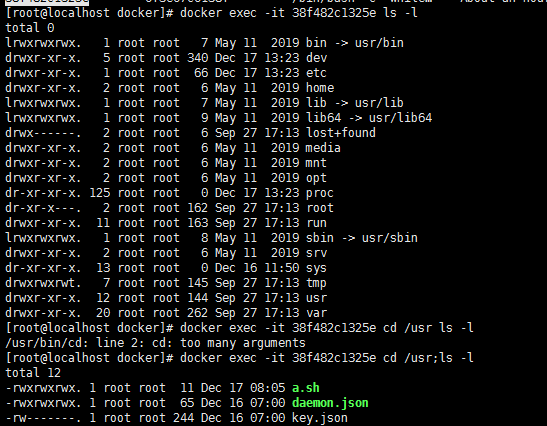 [root@localhost docker]# docker exec -it 38f482c1325e ls -l
total 0
lrwxrwxrwx.   1 root root   7 May 11  2019 bin -> usr/bin
drwxr-xr-x.   5 root root 340 Dec 17 13:23 dev
drwxr-xr-x.   1 root root  66 Dec 17 13:23 etc
drwxr-xr-x.   2 root root   6 May 11  2019 home
lrwxrwxrwx.   1 root root   7 May 11  2019 lib -> usr/lib
lrwxrwxrwx.   1 root root   9 May 11  2019 lib64 -> usr/lib64
drwx------.   2 root root   6 Sep 27 17:13 lost+found
drwxr-xr-x.   2 root root   6 May 11  2019 media
drwxr-xr-x.   2 root root   6 May 11  2019 mnt
drwxr-xr-x.   2 root root   6 May 11  2019 opt
dr-xr-xr-x. 125 root root   0 Dec 17 13:23 proc
dr-xr-x---.   2 root root 162 Sep 27 17:13 root
drwxr-xr-x.  11 root root 163 Sep 27 17:13 run
lrwxrwxrwx.   1 root root   8 May 11  2019 sbin -> usr/sbin
drwxr-xr-x.   2 root root   6 May 11  2019 srv
dr-xr-xr-x.  13 root root   0 Dec 16 11:50 sys
drwxrwxrwt.   7 root root 145 Sep 27 17:13 tmp
drwxr-xr-x.  12 root root 144 Sep 27 17:13 usr
drwxr-xr-x.  20 root root 262 Sep 27 17:13 var
[root@localhost docker]# docker exec -it 38f482c1325e cd /usr ls -l
/usr/bin/cd: line 2: cd: too many arguments
[root@localhost docker]# docker exec -it 38f482c1325e cd /usr;ls -l
total 12
-rwxrwxrwx. 1 root root  11 Dec 17 08:05 a.sh
-rwxrwxrwx. 1 root root  65 Dec 16 07:00 daemon.json
-rw-------. 1 root root 244 Dec 16 07:00 key.json